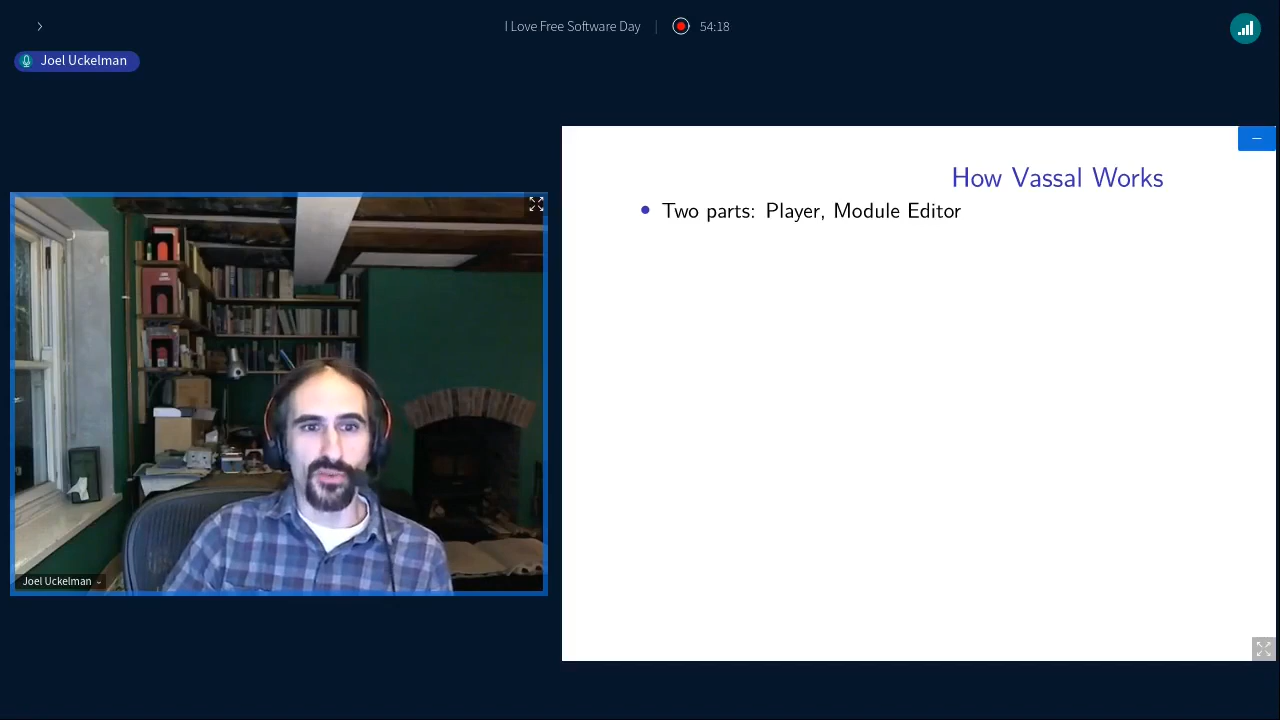 I Love Free Software Day
54:18
Joel Uckelman
How Vassal Works
• Two parts: Player, Module Editor
Joel Uckelman